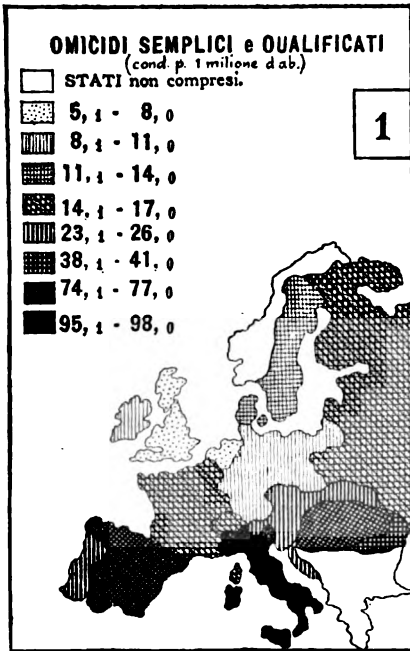 OMICIDI SEMPLICI e QUALIFICATI
(cond. p. 1 milione d ab.)
STATI non compresi.
5, 1 - 8, 0
8, 1 - 11, 0
11, 1 - 14, 0
14, 1 - 17, 0
23, 1 - 26, 0
38, 1 - 41, 0
74, 1 - 77, 0
95, 1 - 98, 0
1